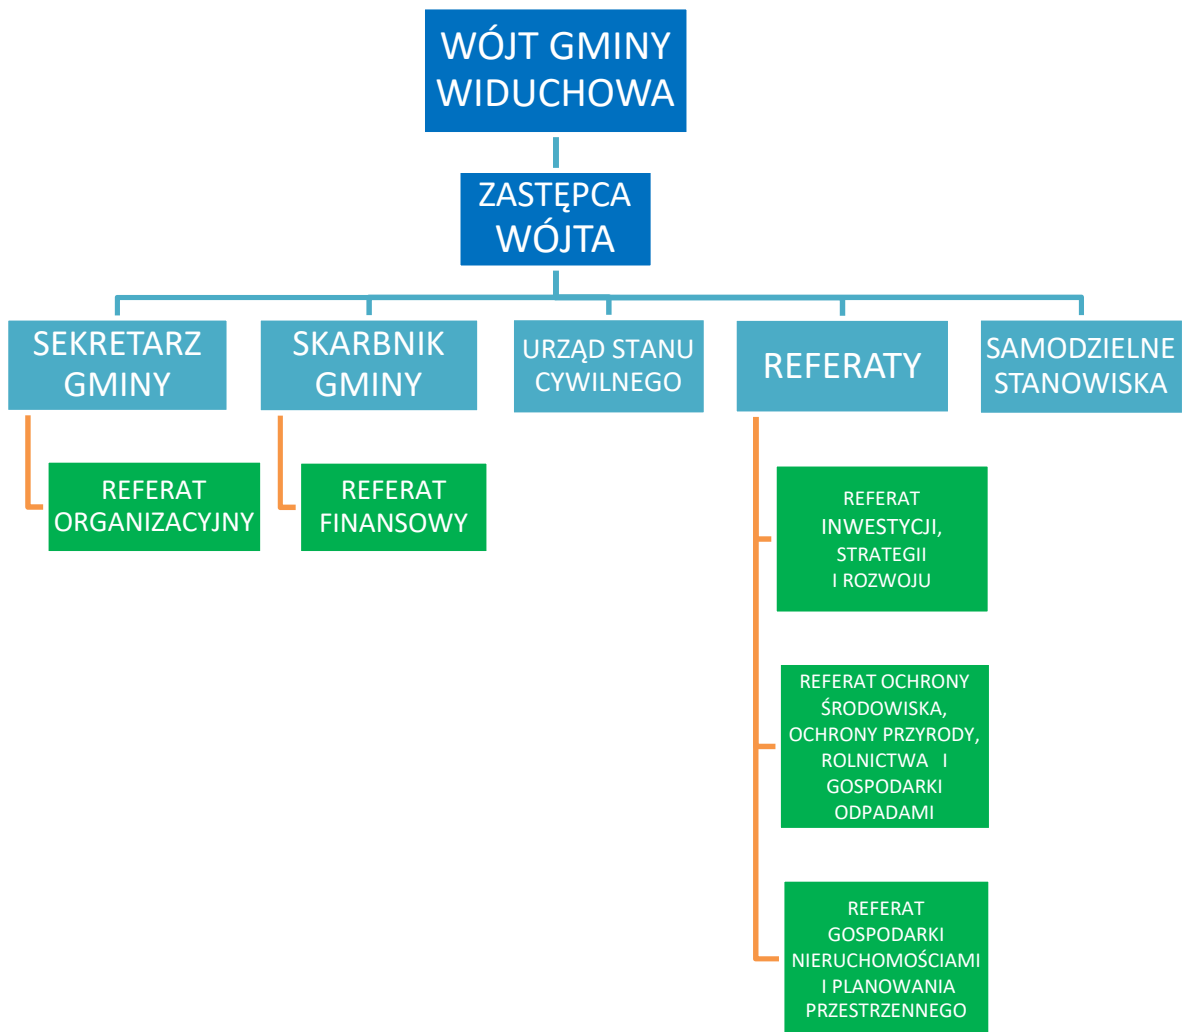 WÓJT GMINY
WIDUCHOWA
ZASTĘPCA
WÓJTA
SEKRETARZ
GMINY
SKARBNIK
GMINY
URZĄD STANU
CYWILNEGO
REFERATY
SAMODZIELNE
STANOWISKA
REFERAT
ORGANIZACYJNY
REFERAT
FINANSOWY
REFERAT
INWESTYCJI,
STRATEGII
I ROZWOJU
REFERAT OCHRONY
ŚRODOWISKA,
OCHRONY PRZYRODY,
ROLNICTWA I
GOSPODARKI
ODPADAMI
REFERAT
GOSPODARKI
NIERUCHOMOŚCIAMI
I PLANOWANIA
PRZESTRZENNEGO